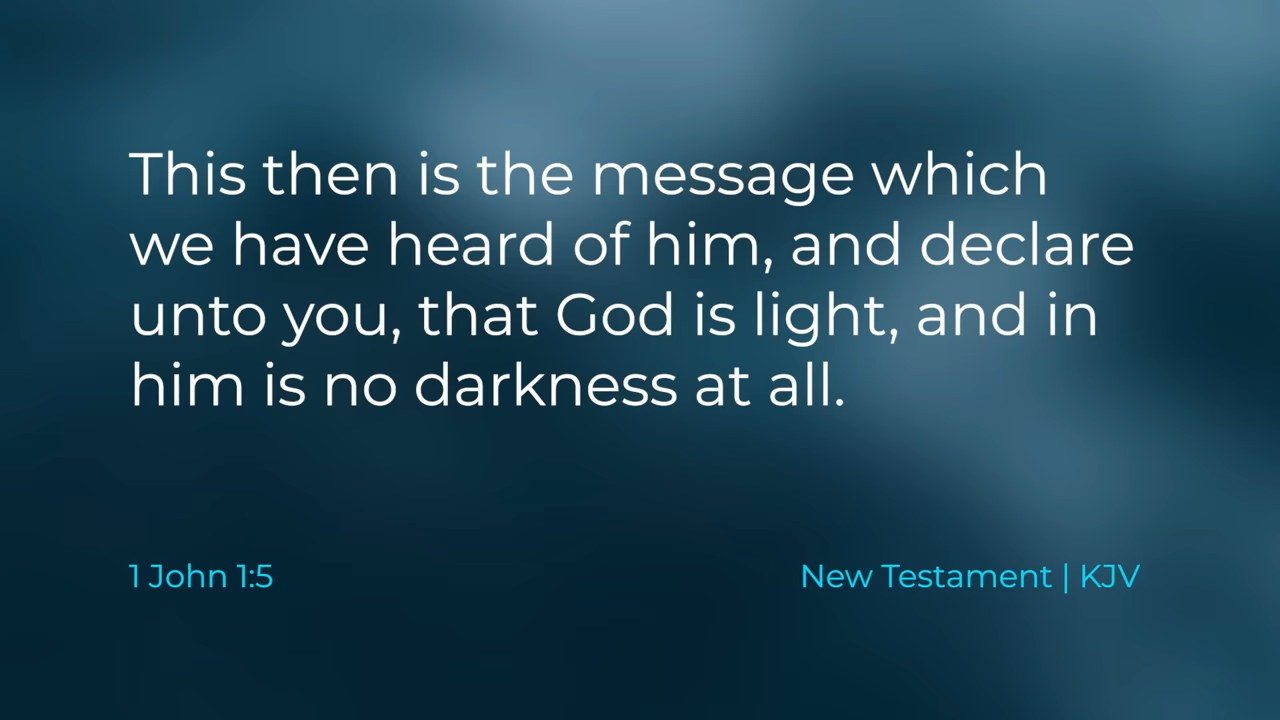 This then is the message which
we have heard of him, and declare
unto you, that God is light, and in
him is no darkness at all.
1 John 1:5
New Testament | KJV